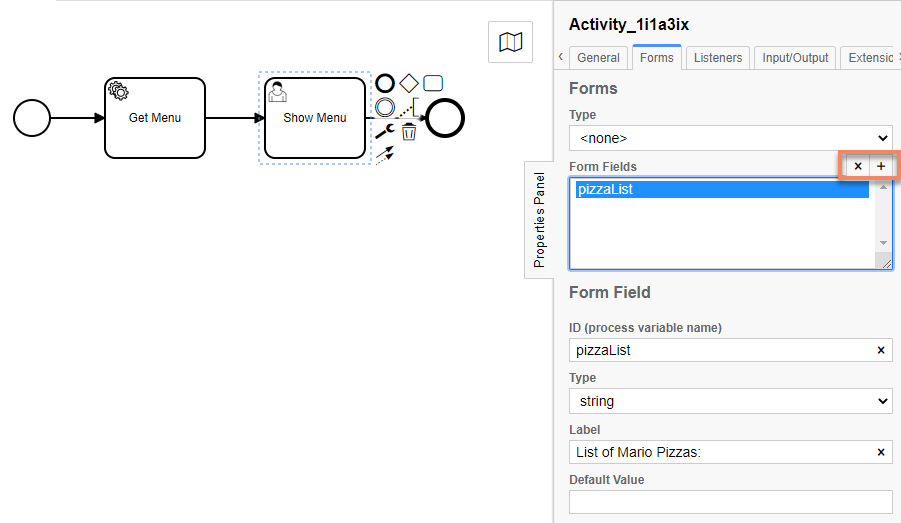 Activity_1i1a3ix
General
Forms
Listeners
Input/Output
Extensio
Forms
Type
<none>
Form Fields
pizzaList
Get Menu
Show Menu
Properties Panel
Form Field
ID (process variable name)
pizzaList
Type
string
Label
List of Mario Pizzas:
Default Value